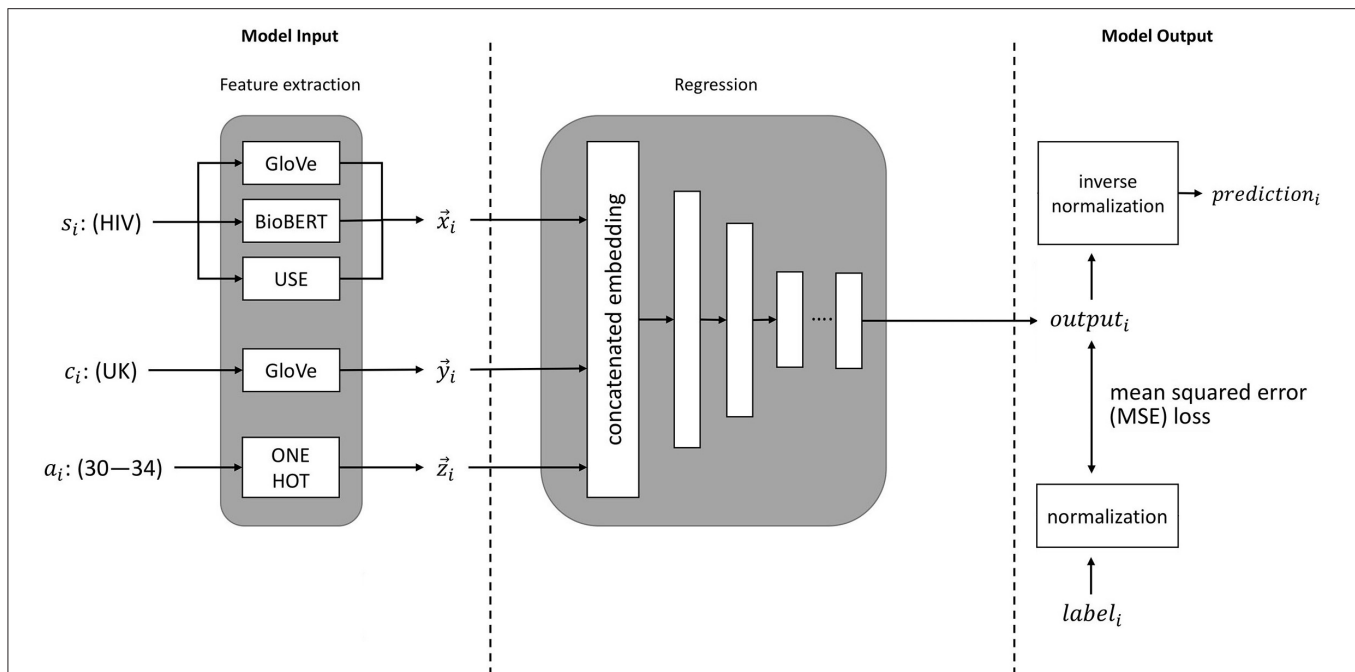 Model Input
Model Output
Feature extraction
Regression
GloVe
BioBERT
USE
s_i: (HIV)
x⃗_i
c_i: (UK)
GloVe
y⃗_i
a_i: (30—34)
ONE
HOT
z⃗_i
concatenated embedding
....
inverse
normalization
prediction_i
output_i
mean squared error
(MSE) loss
normalization
label_i